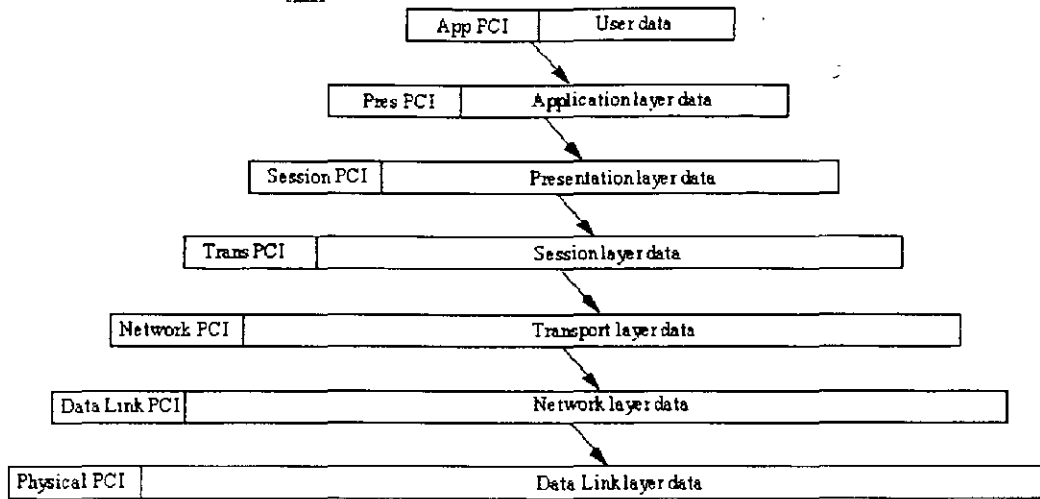 App PCI User data
Pres PCI Application layer data
Session PCI Presentation layer data
Trans PCI Session layer data
Network PCI Transport layer data
Data Link PCI Network layer data
Physical PCI Data Link layer data